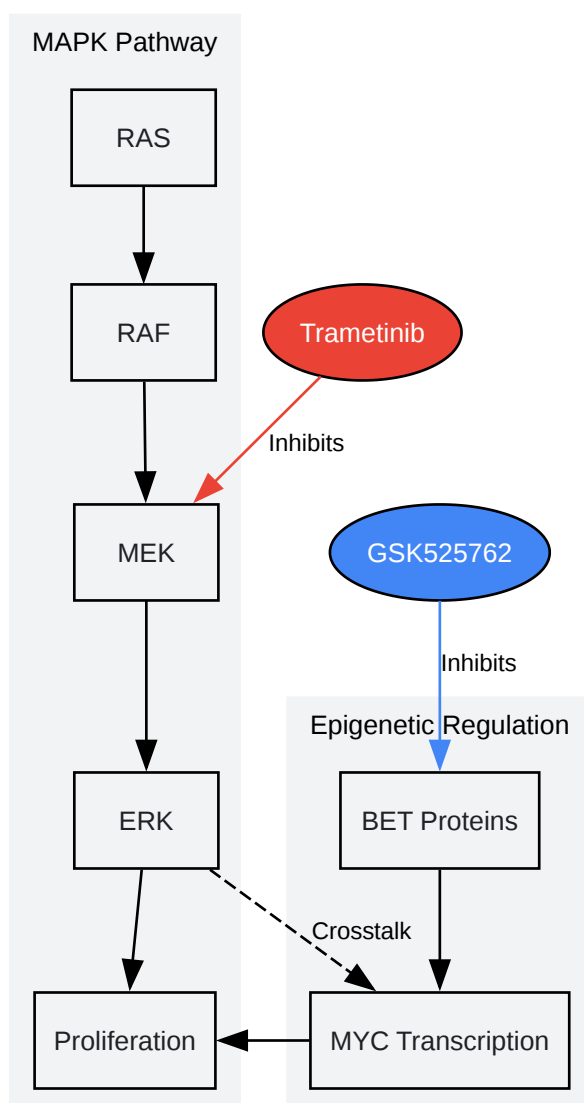 MAPK Pathway
RAS
RAF
Trametinib
Inhibits
MEK
GSK525762
Inhibits
Epigenetic Regulation
ERK
BET Proteins
Crosstalk
Proliferation
MYC Transcription